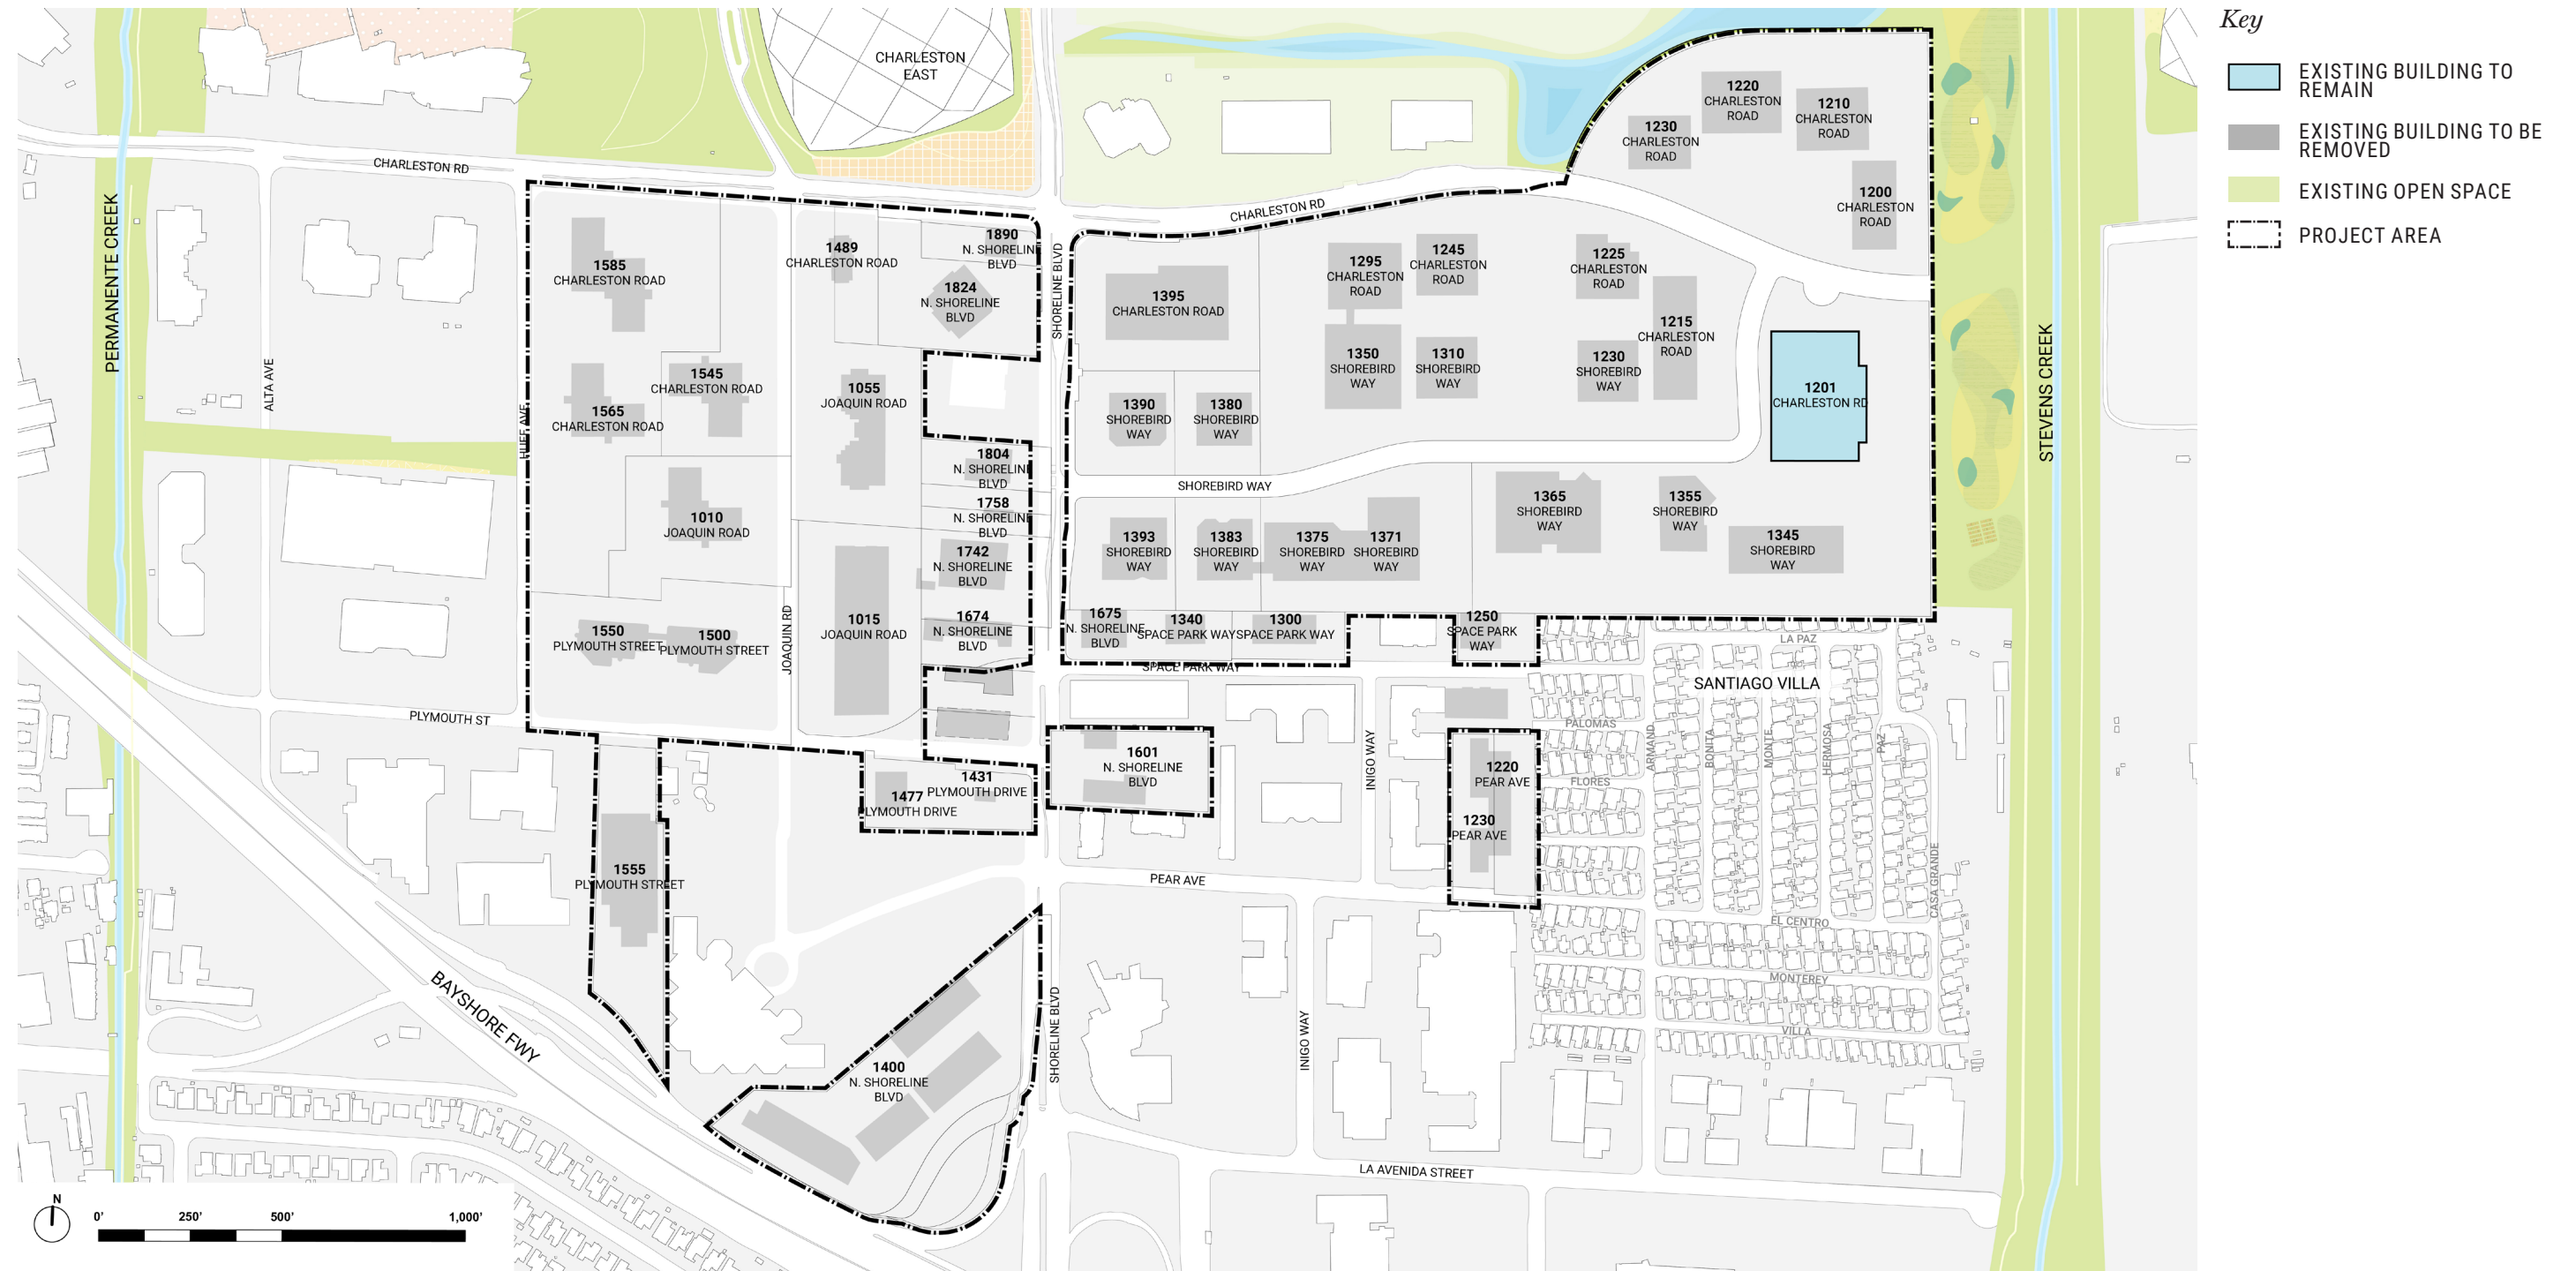 Key
EXISTING BUILDING TO
REMAIN
EXISTING BUILDING TO BE
REMOVED
EXISTING OPEN SPACE
PROJECT AREA
CHARLESTON
EAST
PERMANENTE CREEK
CHARLESTON RD
ALTA AVE
HUFF AVE
1585
CHARLESTON ROAD
1489
CHARLESTON ROAD
1890
N. SHORELINE
BLVD
1824
N. SHORELINE
BLVD
SHORELINE BLVD
1565
CHARLESTON ROAD
1545
CHARLESTON ROAD
1055
JOAQUIN ROAD
1804
N. SHORELINE
BLVD
1758
N. SHORELINE
BLVD
1010
JOAQUIN ROAD
1742
N. SHORELINE
BLVD
1674
N. SHORELINE
BLVD
1015
JOAQUIN ROAD
JOAQUIN RD
1550
PLYMOUTH STREET
1500
PLYMOUTH STREET
PLYMOUTH ST
1477
PLYMOUTH DRIVE
1431
PLYMOUTH DRIVE
1555
PLYMOUTH STREET
BAYSHORE FWY
1400
N. SHORELINE
BLVD
SHORELINE BLVD
CHARLESTON RD
1220
CHARLESTON
ROAD
1210
CHARLESTON
ROAD
1230
CHARLESTON
ROAD
1200
CHARLESTON
ROAD
1395
CHARLESTON ROAD
1295
CHARLESTON
ROAD
1245
CHARLESTON
ROAD
1225
CHARLESTON
ROAD
1215
CHARLESTON
ROAD
1350
SHOREBIRD
WAY
1310
SHOREBIRD
WAY
1230
SHOREBIRD
WAY
1201
CHARLESTON RD
1390
SHOREBIRD
WAY
1380
SHOREBIRD
WAY
SHOREBIRD WAY
1393
SHOREBIRD
WAY
1383
SHOREBIRD
WAY
1375
SHOREBIRD
WAY
1371
SHOREBIRD
WAY
1365
SHOREBIRD
WAY
1355
SHOREBIRD
WAY
1345
SHOREBIRD
WAY
1675
N. SHORELINE
BLVD
1340
SPACE PARK WAY
1300
SPACE PARK WAY
1250
SPACE PARK
WAY
SPACE PARK WAY
STEVENS CREEK
1601
N. SHORELINE
BLVD
INIGO WAY
1220
PEAR AVE
1230
PEAR AVE
PEAR AVE
INIGO WAY
LA AVENIDA STREET
LA PAZ
SANTIAGO VILLA
PALOMAS
FLORES
ARMAND
BONITA
MONTE
HERMOSA
PAZ
CASA GRANDE
EL CENTRO
MONTEREY
VILLA
N
0' 250' 500' 1,000'